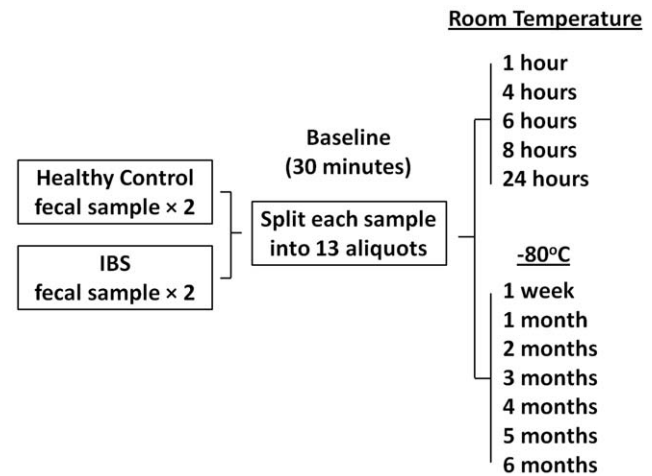 Room Temperature
1 hour
4 hours
6 hours
8 hours
24 hours
Baseline
(30 minutes)
Healthy Control
fecal sample × 2
Split each sample
into 13 aliquots
IBS
fecal sample × 2
-80°C
1 week
1 month
2 months
3 months
4 months
5 months
6 months